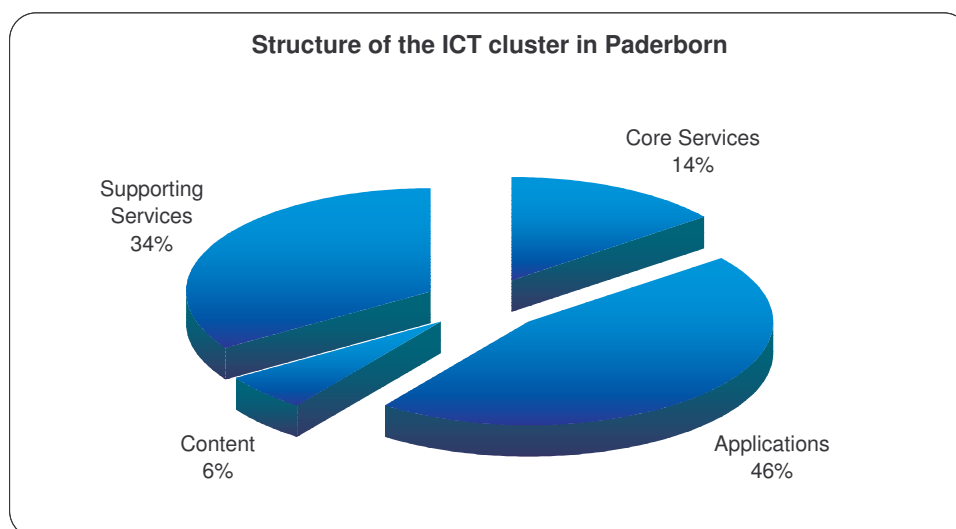 Structure of the ICT cluster in Paderborn
Core Services
14%
Supporting
Services
34%
Content
6%
Applications
46%